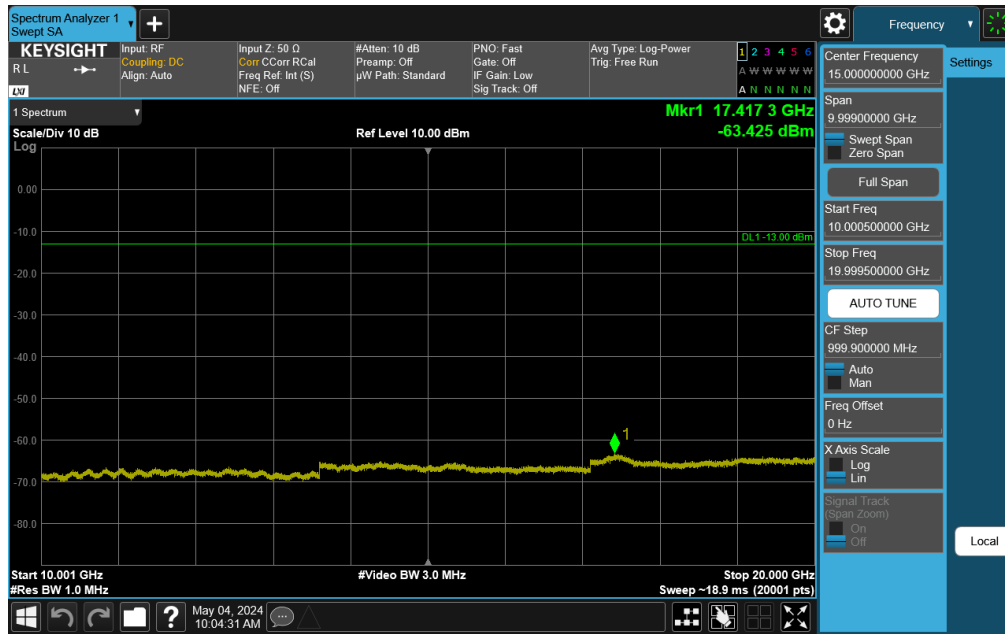 Spectrum Analyzer 1
Swept SA
Frequency
KEYSIGHT
R L
LXI
Input: RF
Coupling: DC
Align: Auto
Input Z: 50 Ω
Corr CCorr RCal
Freq Ref: Int (S)
NFE: Off
#Atten: 10 dB
Preamp: Off
µW Path: Standard
PNO: Fast
Gate: Off
IF Gain: Low
Sig Track: Off
Avg Type: Log-Power
Trig: Free Run
1 2 3 4 5 6
A W W W W W
A N N N N N
1 Spectrum
Scale/Div 10 dB
Log
Ref Level 10.00 dBm
Mkr1 17.417 3 GHz
-63.425 dBm
0.00
-10.0
DL1 -13.00 dBm
-20.0
-30.0
-40.0
-50.0
-60.0
1
-70.0
-80.0
Start 10.001 GHz
#Res BW 1.0 MHz
#Video BW 3.0 MHz
Stop 20.000 GHz
Sweep ~18.9 ms (20001 pts)
?
May 04, 2024
10:04:31 AM
Center Frequency
15.000000000 GHz
Span
9.99900000 GHz
Swept Span
Zero Span
Full Span
Start Freq
10.000500000 GHz
Stop Freq
19.999500000 GHz
AUTO TUNE
CF Step
999.900000 MHz
Auto
Man
Freq Offset
0 Hz
X Axis Scale
Log
Lin
Signal Track
(Span Zoom)
On
Off
Settings
Local